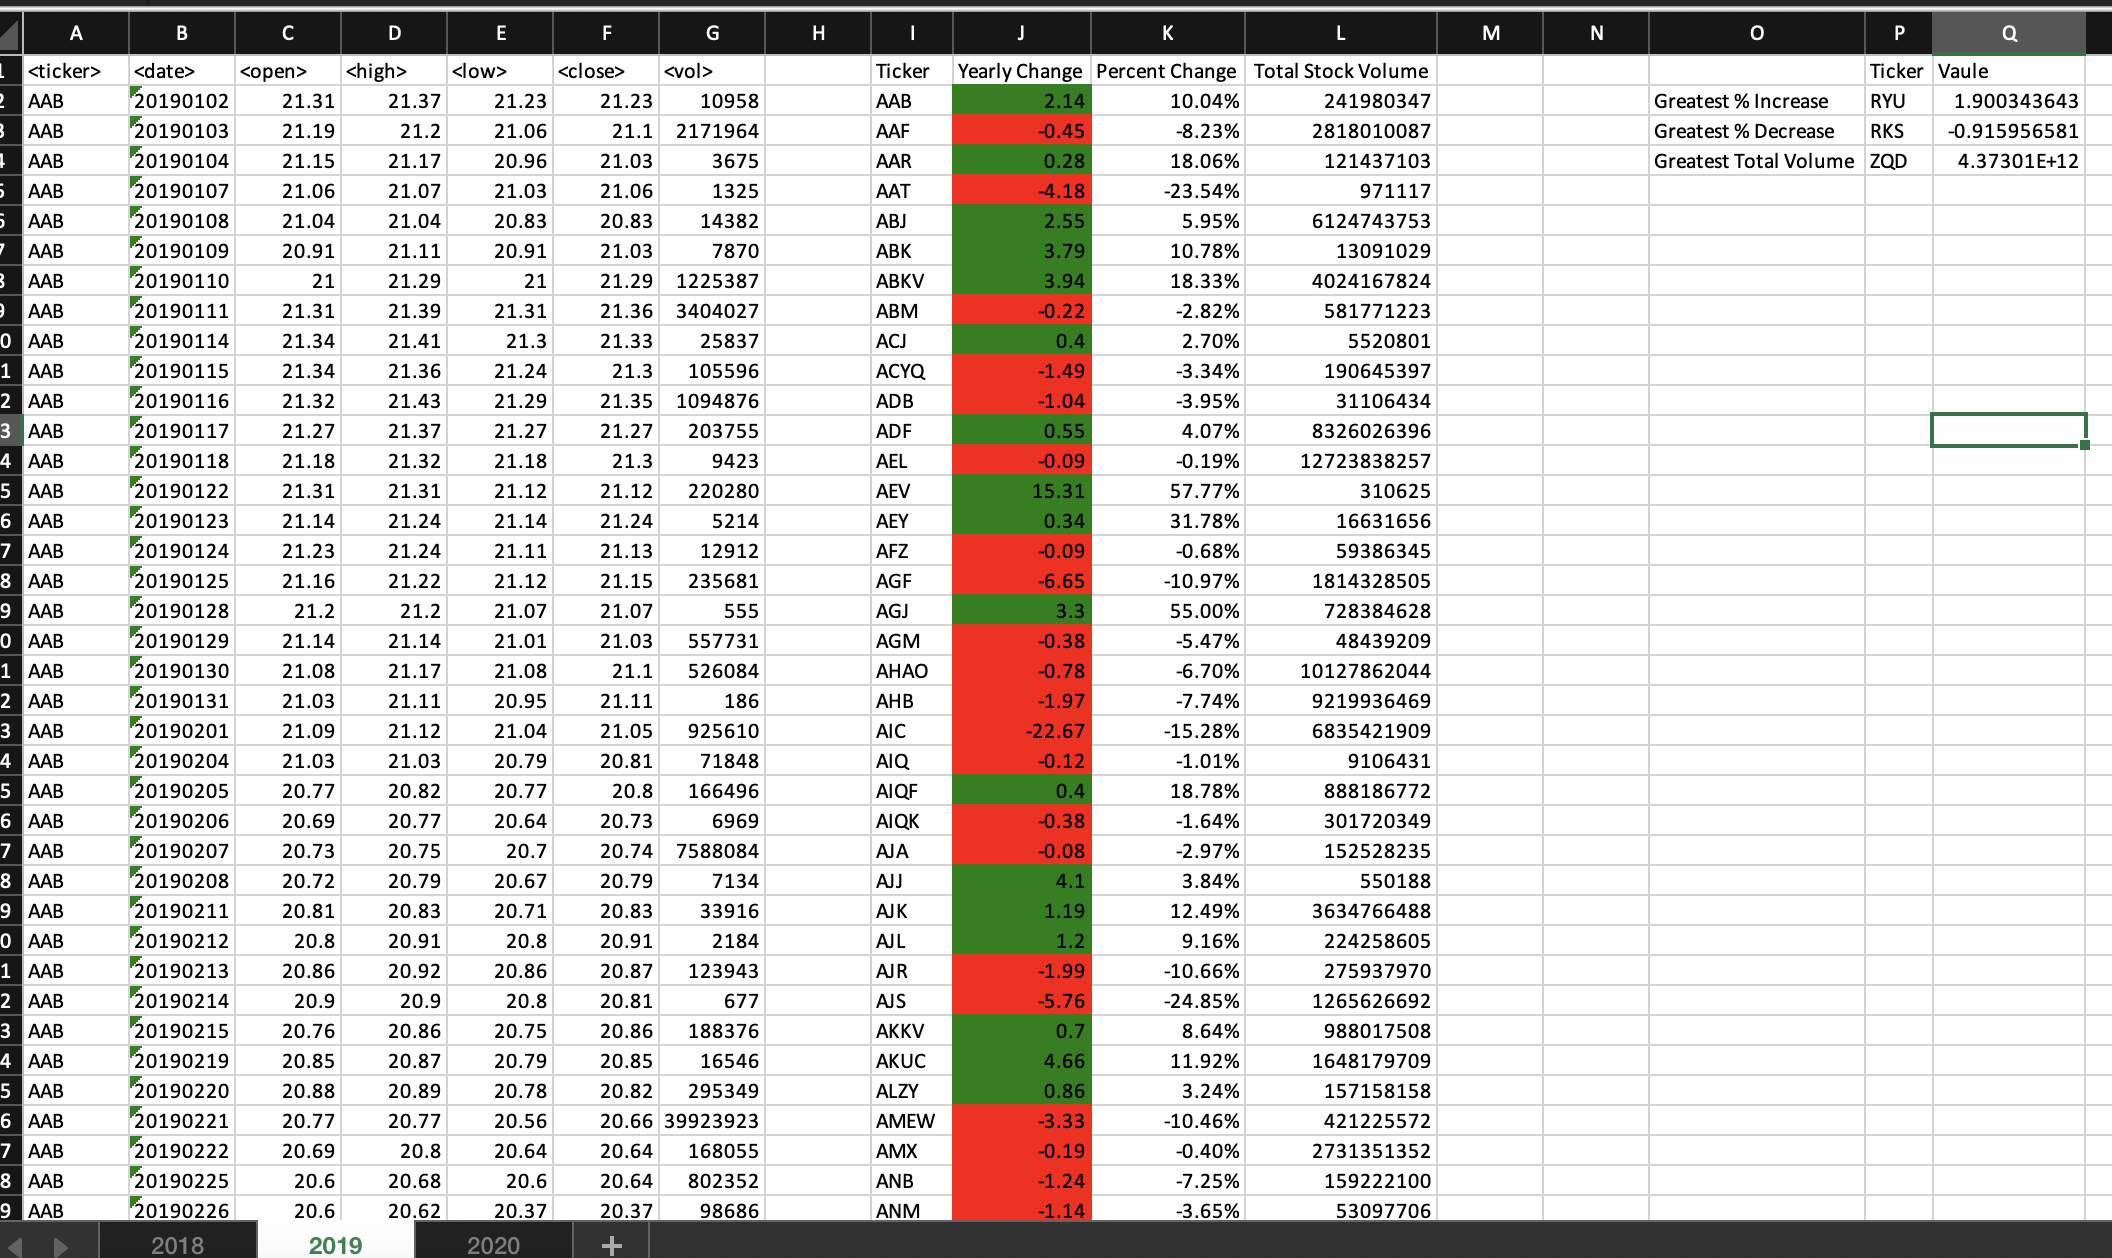 A B C D E F G H I J K L M N O P Q
1 <ticker> <date> <open> <high> <low> <close> <vol> Ticker Yearly Change Percent Change Total Stock Volume Ticker Vaule
2 AAB 20190102 21.31 21.37 21.23 21.23 10958 AAB 2.14 10.04% 241980347 Greatest % Increase RYU 1.900343643
3 AAB 20190103 21.19 21.2 21.06 21.1 2171964 AAF -0.45 -8.23% 2818010087 Greatest % Decrease RKS -0.915956581
4 AAB 20190104 21.15 21.17 20.96 21.03 3675 AAR 0.28 18.06% 121437103 Greatest Total Volume ZQD 4.37301E+12
5 AAB 20190107 21.06 21.07 21.03 21.06 1325 AAT -4.18 -23.54% 971117
6 AAB 20190108 21.04 21.04 20.83 20.83 14382 ABJ 2.55 5.95% 6124743753
7 AAB 20190109 20.91 21.11 20.91 21.03 7870 ABK 3.79 10.78% 13091029
8 AAB 20190110 21 21.29 21 21.29 1225387 ABKV 3.94 18.33% 4024167824
9 AAB 20190111 21.31 21.39 21.31 21.36 3404027 ABM -0.22 -2.82% 581771223
0 AAB 20190114 21.34 21.41 21.3 21.33 25837 ACJ 0.4 2.70% 5520801
1 AAB 20190115 21.34 21.36 21.24 21.3 105596 ACYQ -1.49 -3.34% 190645397
2 AAB 20190116 21.32 21.43 21.29 21.35 1094876 ADB -1.04 -3.95% 31106434
3 AAB 20190117 21.27 21.37 21.27 21.27 203755 ADF 0.55 4.07% 8326026396
4 AAB 20190118 21.18 21.32 21.18 21.3 9423 AEL -0.09 -0.19% 12723838257
5 AAB 20190122 21.31 21.31 21.12 21.12 220280 AEV 15.31 57.77% 310625
6 AAB 20190123 21.14 21.24 21.14 21.24 5214 AEY 0.34 31.78% 16631656
7 AAB 20190124 21.23 21.24 21.11 21.13 12912 AFZ -0.09 -0.68% 59386345
8 AAB 20190125 21.16 21.22 21.12 21.15 235681 AGF -6.65 -10.97% 1814328505
9 AAB 20190128 21.2 21.2 21.07 21.07 555 AGJ 3.3 55.00% 728384628
0 AAB 20190129 21.14 21.14 21.01 21.03 557731 AGM -0.38 -5.47% 48439209
1 AAB 20190130 21.08 21.17 21.08 21.1 526084 AHAO -0.78 -6.70% 10127862044
2 AAB 20190131 21.03 21.11 20.95 21.11 186 AHB -1.97 -7.74% 9219936469
3 AAB 20190201 21.09 21.12 21.04 21.05 925610 AIC -22.67 -15.28% 6835421909
4 AAB 20190204 21.03 21.03 20.79 20.81 71848 AIQ -0.12 -1.01% 9106431
5 AAB 20190205 20.77 20.82 20.77 20.8 166496 AIQF 0.4 18.78% 888186772
6 AAB 20190206 20.69 20.77 20.64 20.73 6969 AIQK -0.38 -1.64% 301720349
7 AAB 20190207 20.73 20.75 20.7 20.74 7588084 AJA -0.08 -2.97% 152528235
8 AAB 20190208 20.72 20.79 20.67 20.79 7134 AJJ 4.1 3.84% 550188
9 AAB 20190211 20.81 20.83 20.71 20.83 33916 AJK 1.19 12.49% 3634766488
0 AAB 20190212 20.8 20.91 20.8 20.91 2184 AJL 1.2 9.16% 224258605
1 AAB 20190213 20.86 20.92 20.86 20.87 123943 AJR -1.99 -10.66% 275937970
2 AAB 20190214 20.9 20.9 20.8 20.81 677 AJS -5.76 -24.85% 1265626692
3 AAB 20190215 20.76 20.86 20.75 20.86 188376 AKKV 0.7 8.64% 988017508
4 AAB 20190219 20.85 20.87 20.79 20.85 16546 AKUC 4.66 11.92% 1648179709
5 AAB 20190220 20.88 20.89 20.78 20.82 295349 ALZY 0.86 3.24% 157158158
6 AAB 20190221 20.77 20.77 20.56 20.66 39923923 AMEW -3.33 -10.46% 421225572
7 AAB 20190222 20.69 20.8 20.64 20.64 168055 AMX -0.19 -0.40% 2731351352
8 AAB 20190225 20.6 20.68 20.6 20.64 802352 ANB -1.24 -7.25% 159222100
9 AAB 20190226 20.6 20.62 20.37 20.37 98686 ANM -1.14 -3.65% 53097706
2018 2019 2020 +